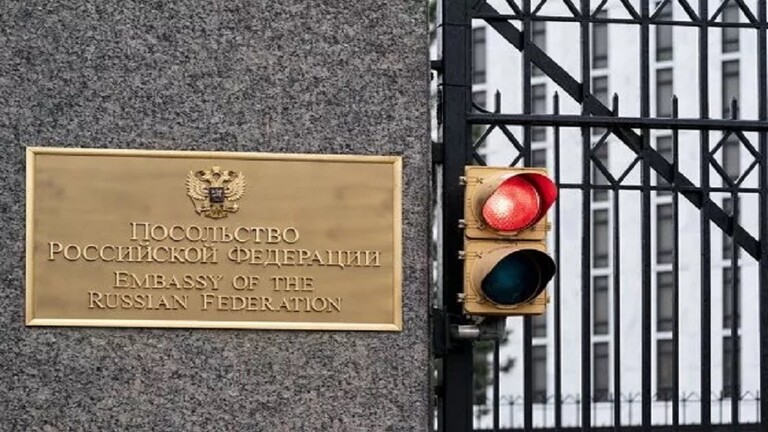 Посольство
Российской Федерации
Embassy of the
Russian Federation